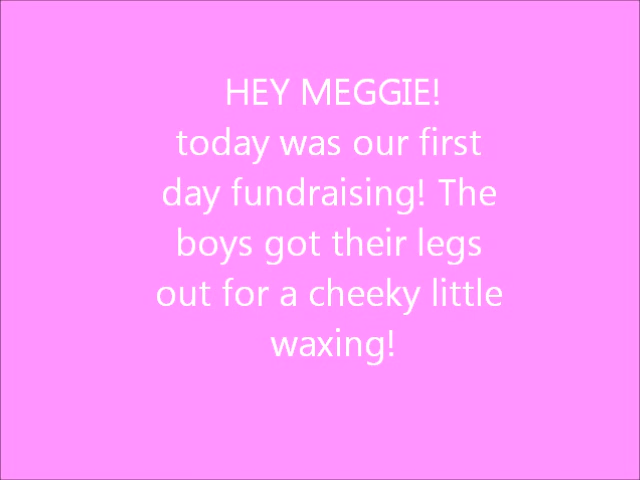 HEY MEGGIE!
today was our first
day fundraising! The
boys got their legs
out for a cheeky little
waxing!